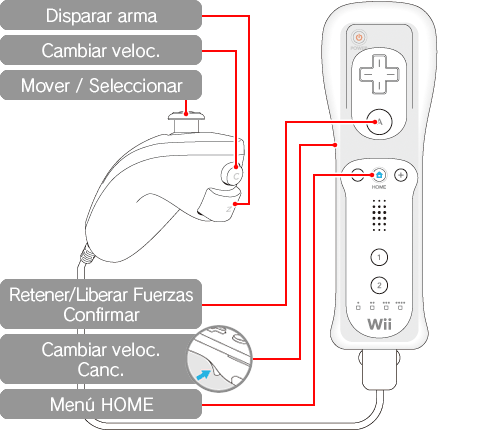 Disparar arma
Cambiar veloc.
Mover / Seleccionar
POWER
A
C
Z
HOME
1
2
Retener/Liberar Fuerzas
Confirmar
Wii
Cambiar veloc.
Canc.
Menú HOME